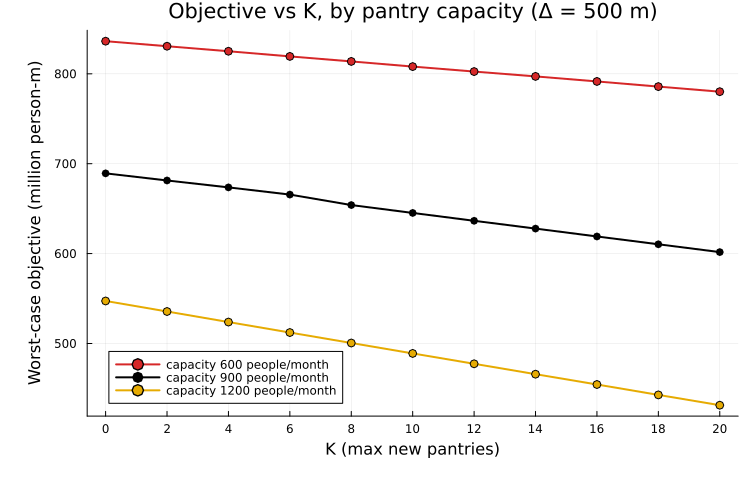 Objective vs K, by pantry capacity (Δ = 500 m)
Worst-case objective (million person-m)
800
700
600
500
capacity 600 people/month
capacity 900 people/month
capacity 1200 people/month
0 2 4 6 8 10 12 14 16 18 20
K (max new pantries)